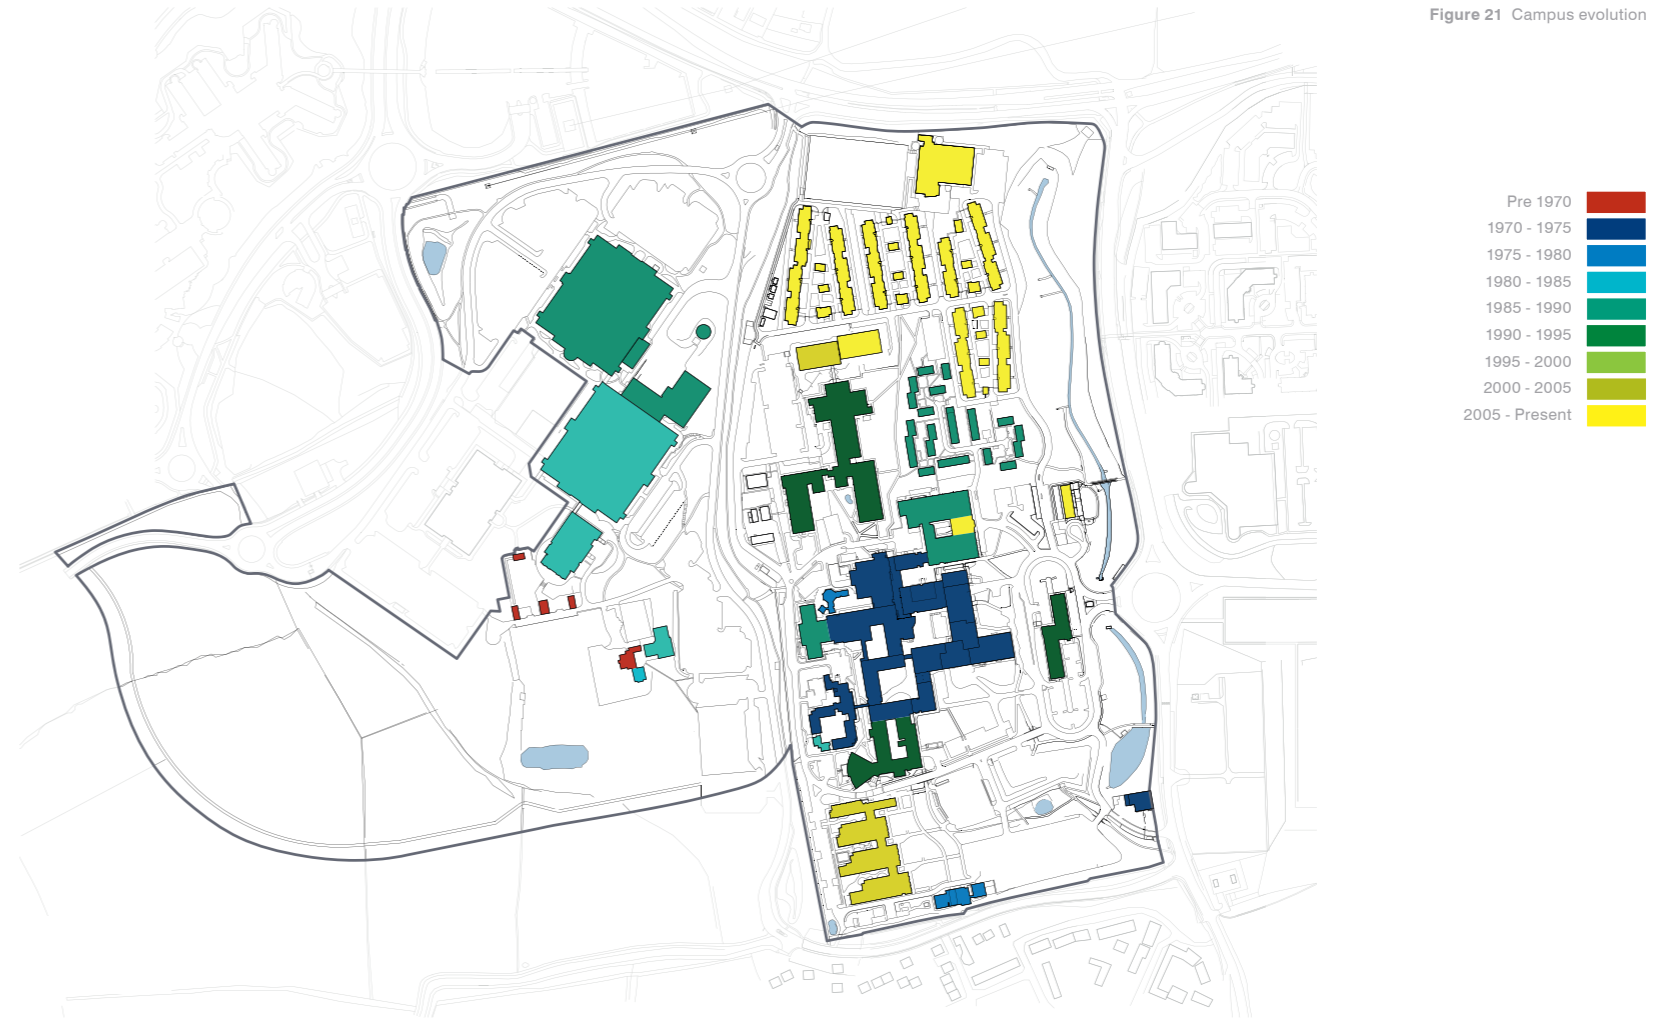 Figure 21 Campus evolution
Pre 1970
1970 - 1975
1975 - 1980
1980 - 1985
1985 - 1990
1990 - 1995
1995 - 2000
2000 - 2005
2005 - Present